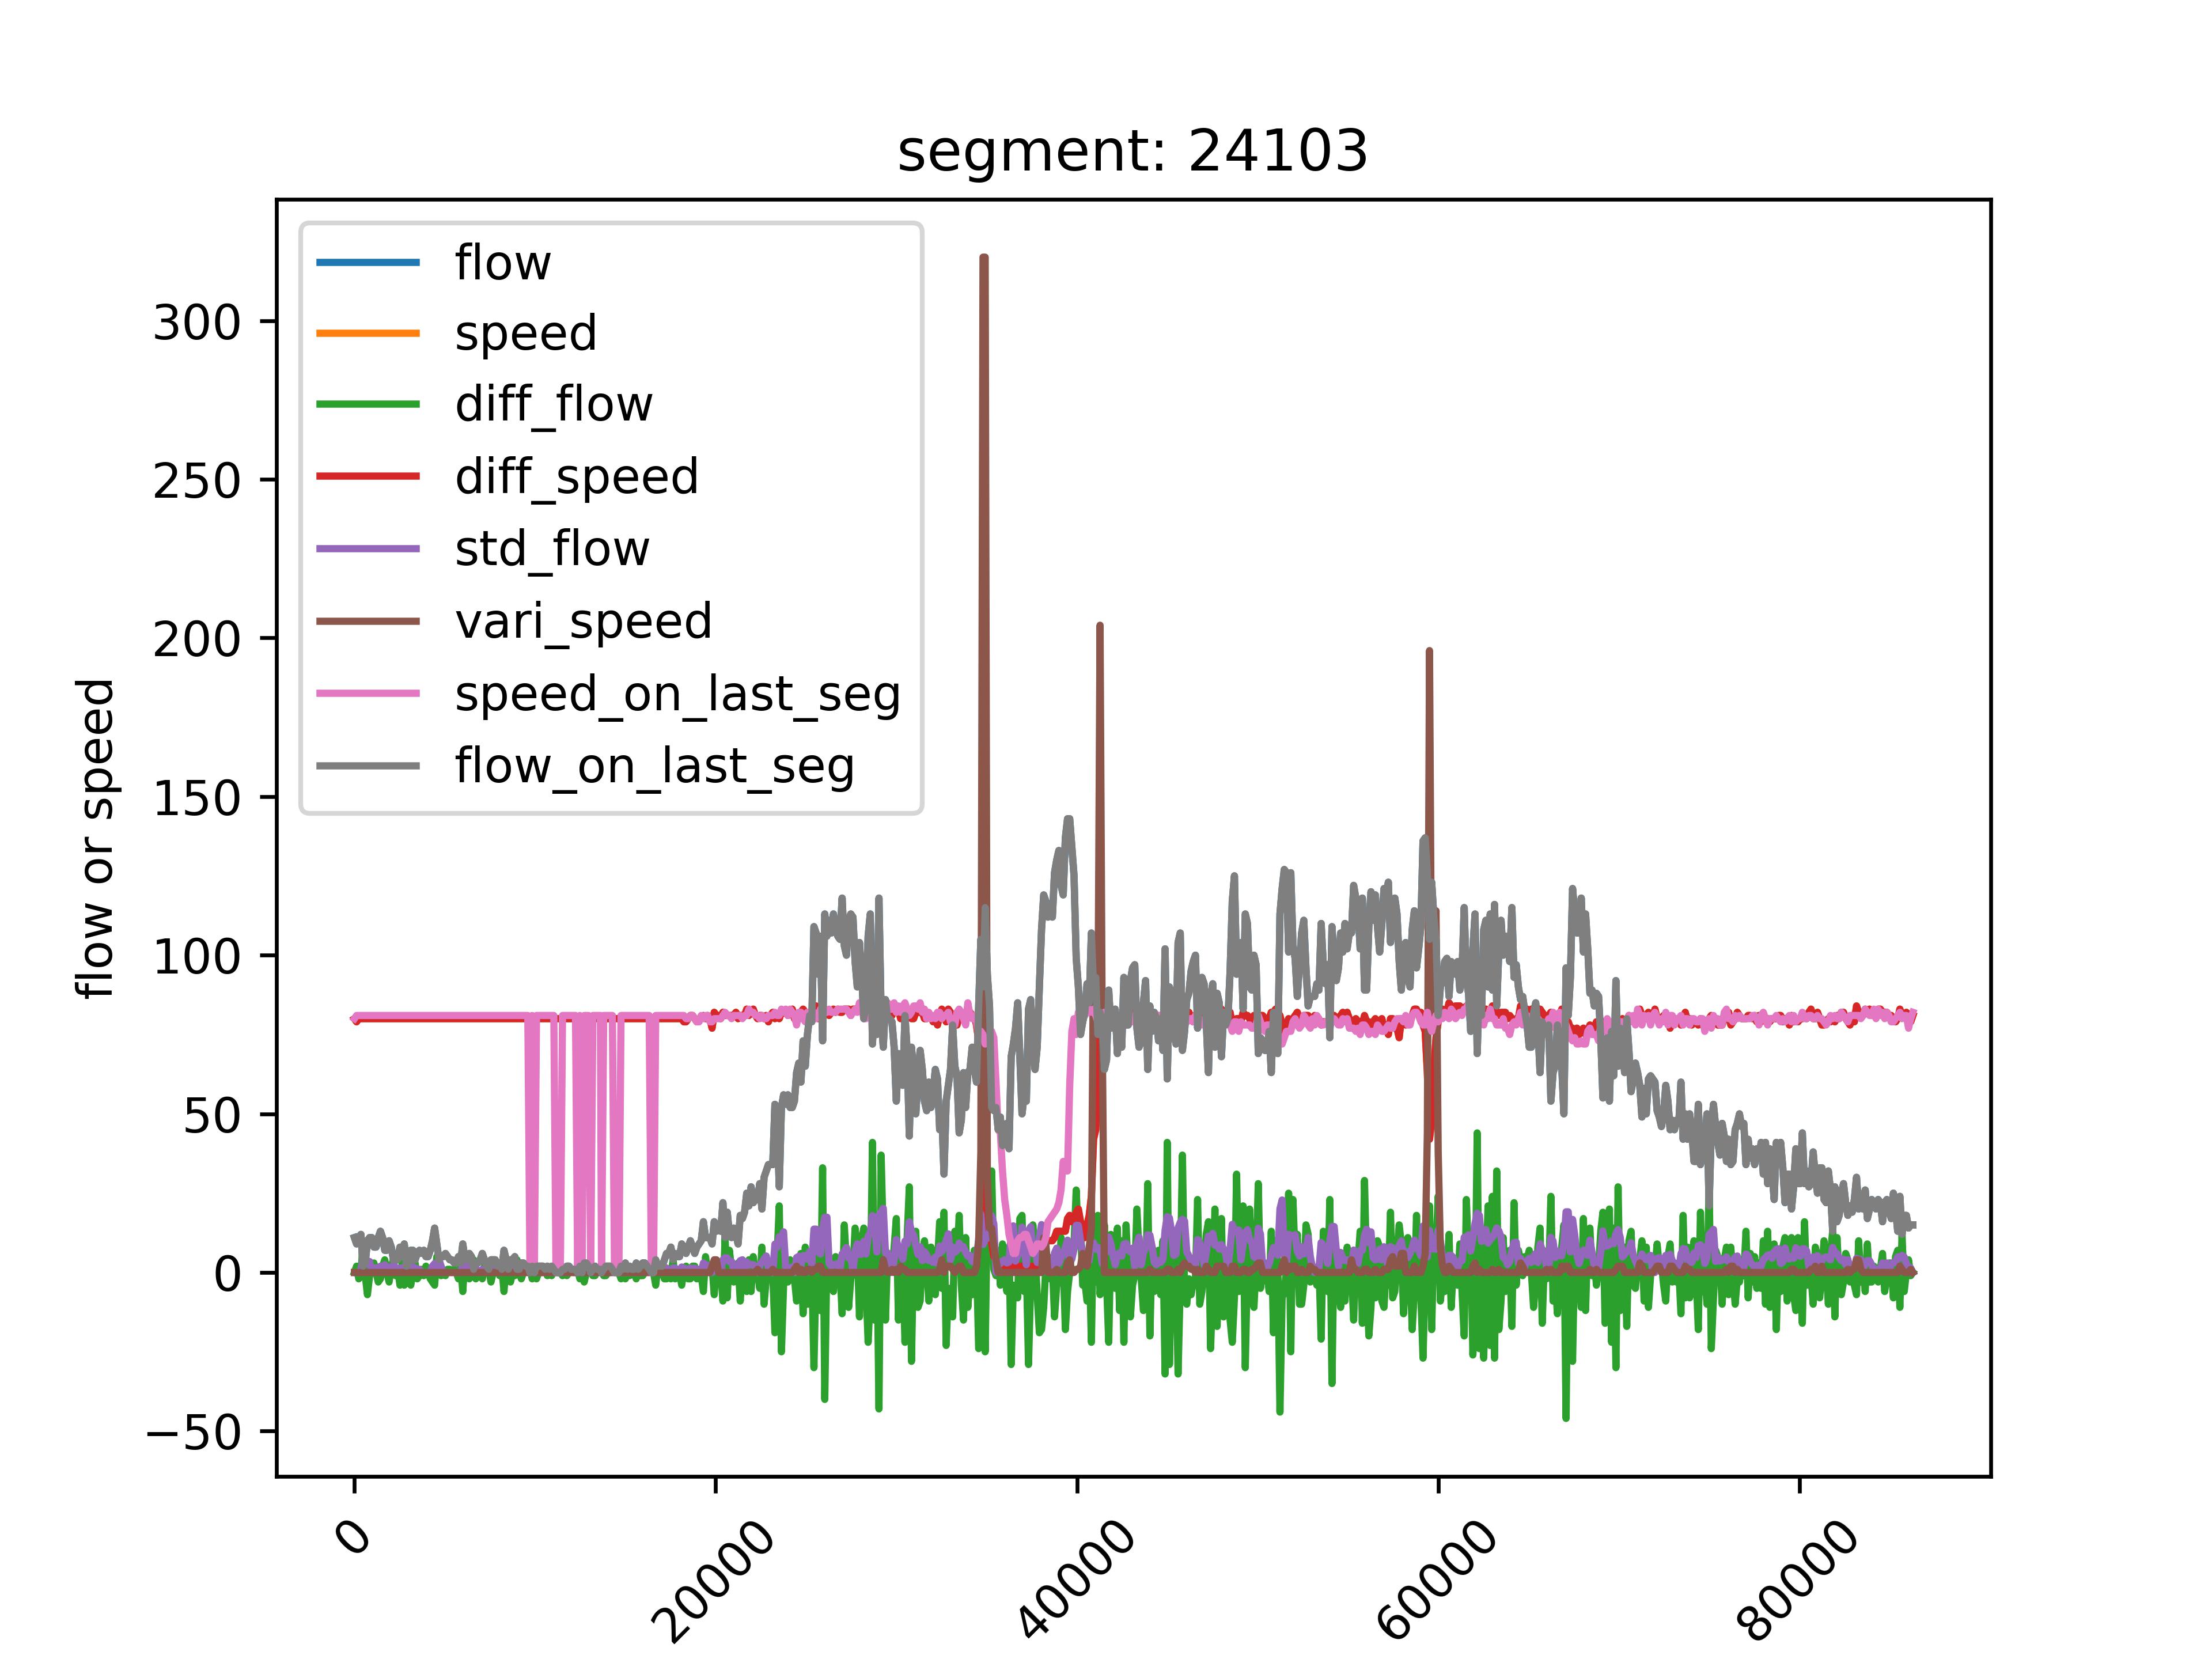 segment: 24103
flow
speed
diff_flow
diff_speed
std_flow
vari_speed
speed_on_last_seg
flow_on_last_seg
flow or speed
300
250
200
150
100
50
0
−50
0
20000
40000
60000
80000